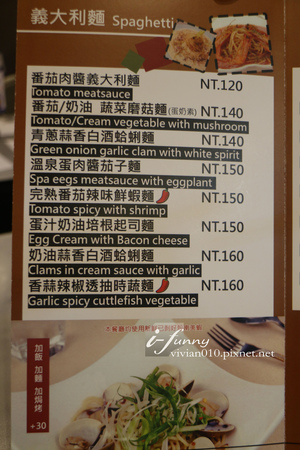 義大利麵 Spaghetti
番茄肉醬義大利麵 NT.120
Tomato meatsauce
番茄/奶油 蔬菜磨菇麵(蛋奶素) NT.140
Tomato/Cream vegetable with mushroom
青蔥蒜香白酒蛤蜊麵 NT.140
Green onion garlic clam with white spirit
溫泉蛋肉醬茄子麵 NT.150
Spa eegs meatsauce with eggplant
完熟番茄辣味鮮蝦麵 NT.150
Tomato spicy with shrimp
蛋汁奶油培根起司麵 NT.150
Egg Cream with Bacon cheese
奶油蒜香白酒蛤蜊麵 NT.160
Clams in cream sauce with garlic
香蒜辣椒透抽時蔬麵 NT.160
Garlic spicy cuttlefish vegetable
i-funny
vivian010.pixnet.net
加飯 加麵 加焗烤
+30